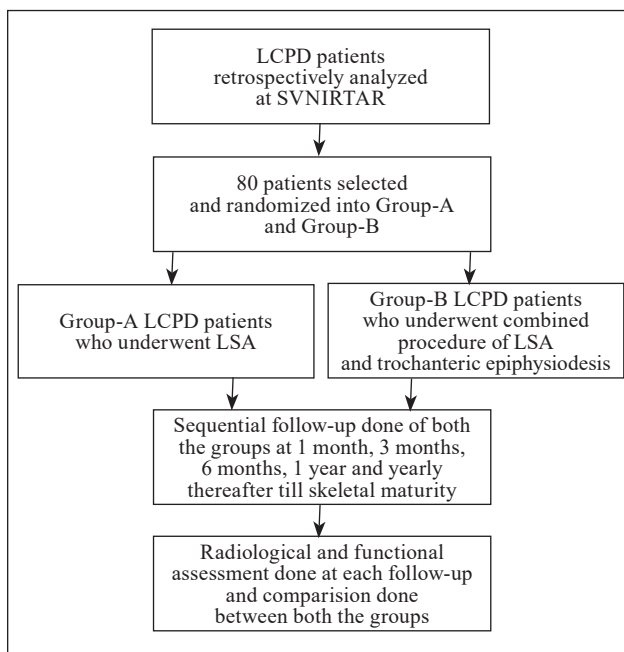 LCPD patients
retrospectively analyzed
at SVNIRTAR
80 patients selected
and randomized into Group-A
and Group-B
Group-A LCPD patients
who underwent LSA
Group-B LCPD patients
who underwent combined
procedure of LSA
and trochanteric epiphysiodesis
Sequential follow-up done of both
the groups at 1 month, 3 months,
6 months, 1 year and yearly
thereafter till skeletal maturity
Radiological and functional
assessment done at each follow-up
and comparision done
between both the groups